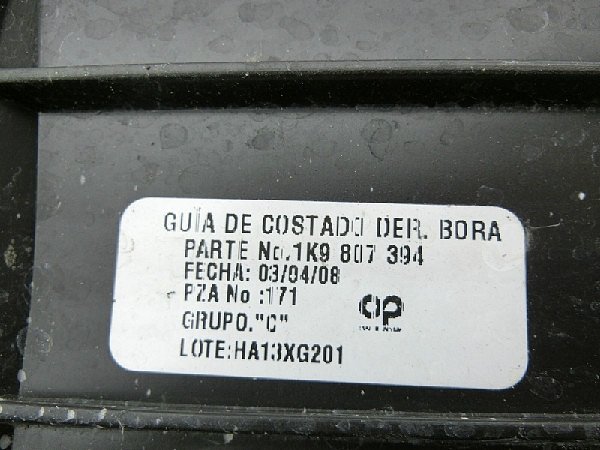 GUIA DE COSTADO DER. BORA
PARTE No.1K9 807 394
FECHA: 03/04/08
PZA No :171
GRUPO."C"
LOTE:HA13XG201